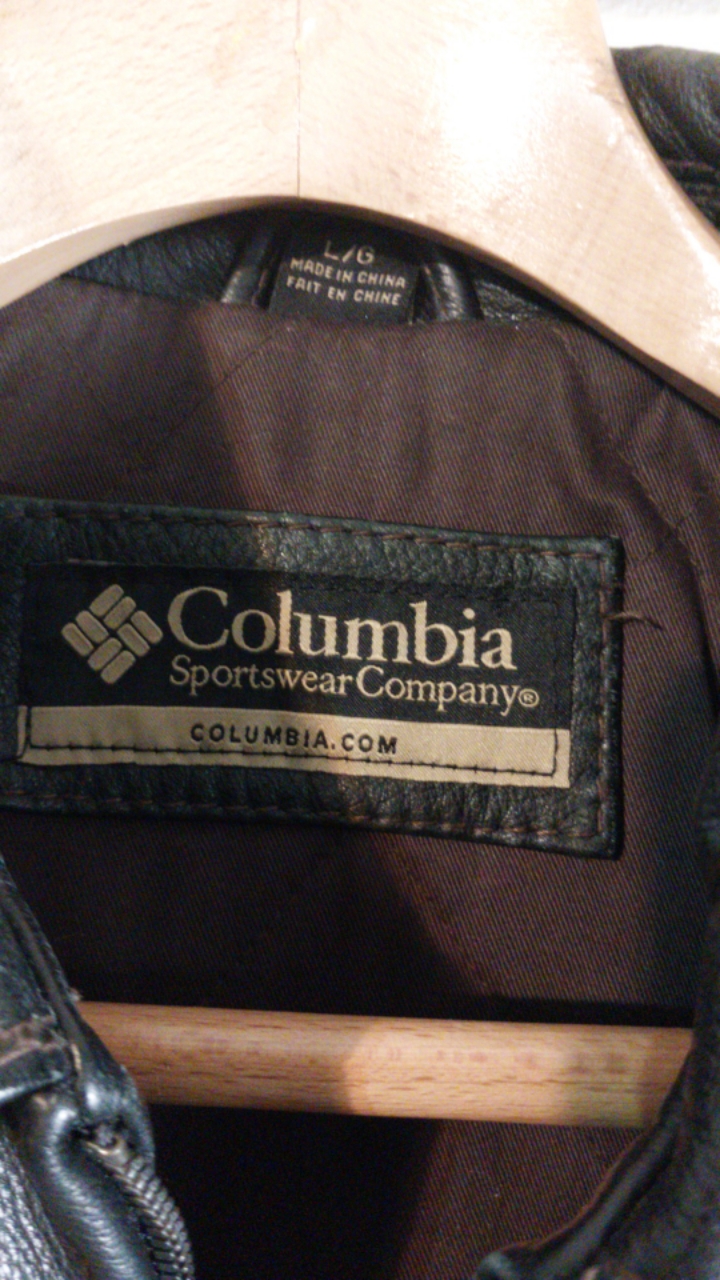 L/G
MADE IN CHINA
FAIT EN CHINE
Columbia
Sportswear Company®
COLUMBIA.COM